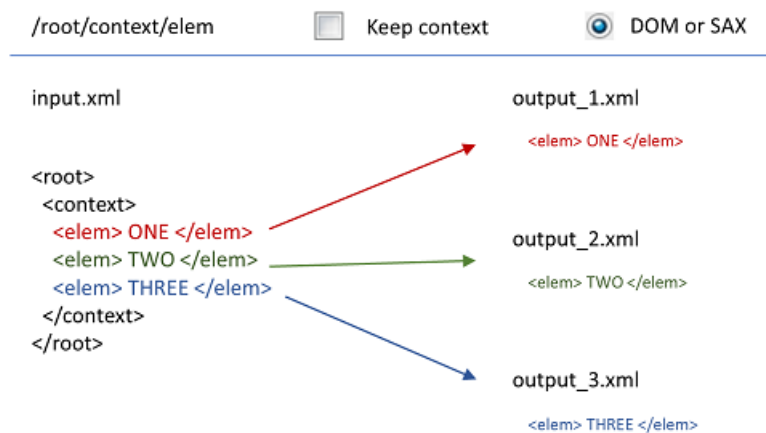 /root/context/elem Keep context DOM or SAX
input.xml
<root>
<context>
<elem> ONE </elem>
<elem> TWO </elem>
<elem> THREE </elem>
</context>
</root>
output_1.xml
<elem> ONE </elem>
output_2.xml
<elem> TWO </elem>
output_3.xml
<elem> THREE </elem>